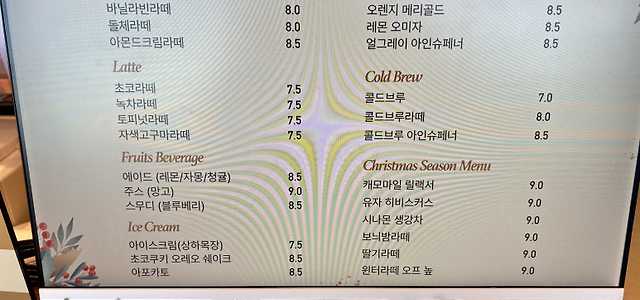 바닐라빈라떼 8.0
돌체라떼 8.0
아몬드크림라떼 8.5
Latte
초코라떼 7.5
녹차라떼 7.5
토피넛라떼 7.5
자색고구마라떼 7.5
Fruits Beverage
에이드 (레몬/자몽/청귤) 8.5
주스 (망고) 9.0
스무디 (블루베리) 8.5
Ice Cream
아이스크림(상하목장) 7.5
초코쿠키 오레오 쉐이크 8.5
아포카토 8.5
오렌지 메리골드 8.5
레몬 오미자 8.5
얼그레이 아인슈페너 8.5
Cold Brew
콜드브루 7.0
콜드브루라떼 8.0
콜드브루 아인슈페너 8.5
Christmas Season Menu
캐모마일 릴랙서 9.0
유자 히비스커스 9.0
시나몬 생강차 9.0
보늬밤라떼 9.0
딸기라떼 9.0
윈터라떼 오프 높 9.0